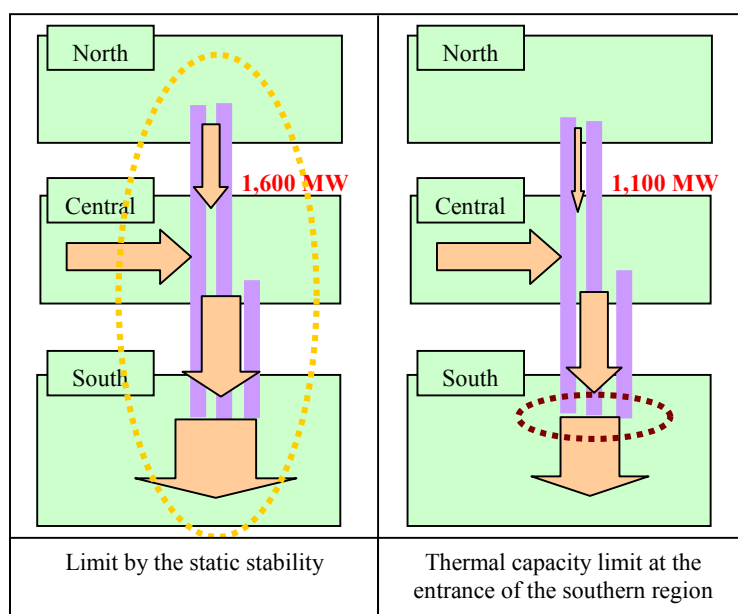 North
1,600 MW
Central
South
Limit by the static stability
North
1,100 MW
Central
South
Thermal capacity limit at the
entrance of the southern region